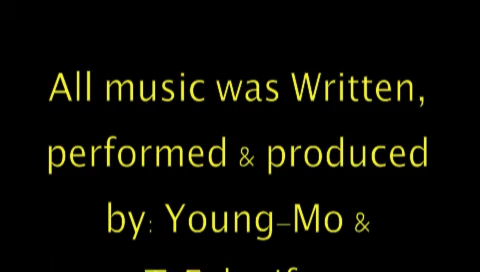 All music was Written,
performed & produced
by: Young-Mo &